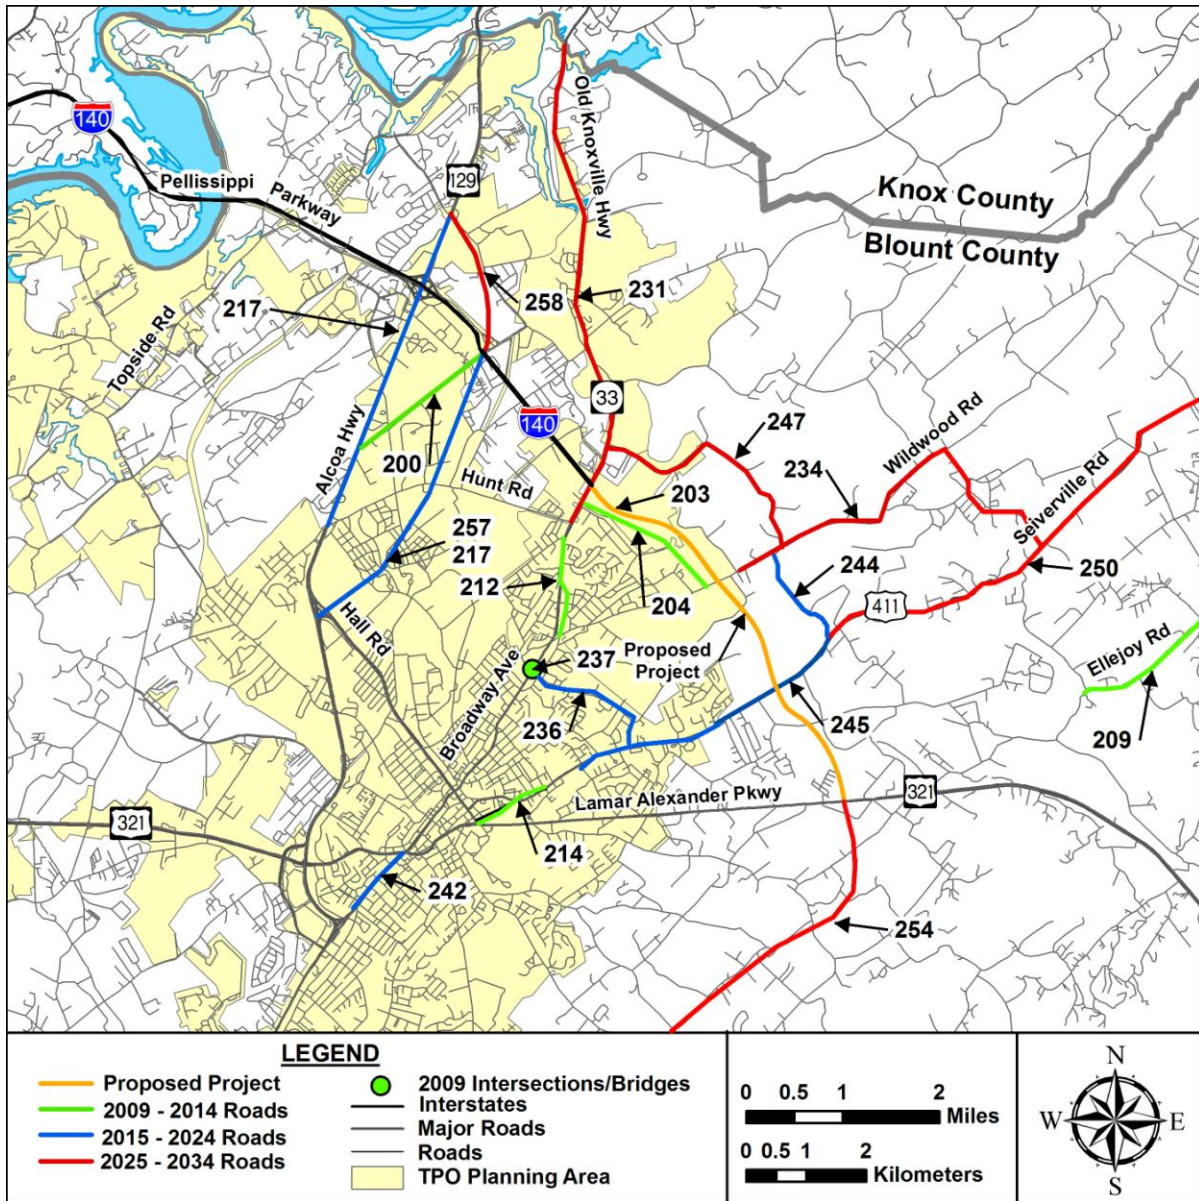 140
Pellissippi
Parkway
129
Old Knoxville Hwy
Knox County
Blount County
217
258
231
Topside Rd
33
140
Alcoa Hwy
200
Hunt Rd
247
234
Wildwood Rd
Seiverville Rd
203
257
217
212
204
244
250
411
Hall Rd
Broadway Ave
237
Proposed
Project
236
245
Ellejoy Rd
209
321
Lamar Alexander Pkwy
321
214
242
254
LEGEND
Proposed Project
2009 - 2014 Roads
2015 - 2024 Roads
2025 - 2034 Roads
2009 Intersections/Bridges
Interstates
Major Roads
Roads
TPO Planning Area
0 0.5 1 2
Miles
0 0.5 1 2
Kilometers
N
W E
S